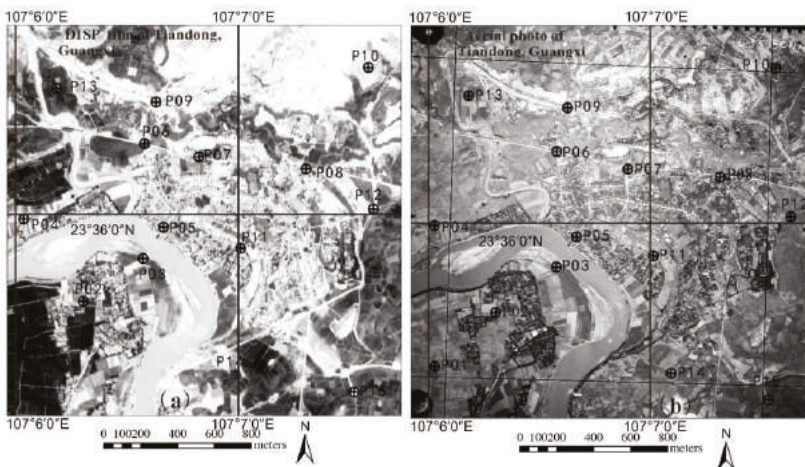 107°6'0"E 107°7'0"E
DISP film of Tiandong,
Guangxi
P10
P13
P09
P06
P07
P08
P12
P04
P05
23°36'0"N
P11
P03
P02
P1
(a)
107°6'0"E 107°7'0"E
0 100200 400 600 800
meters
N
107°6'0"E 107°7'0"E
Aerial photo of
Tiandong, Guangxi
P10
P13
P09
P06
P07
P08
P1
P04
P05
23°36'0"N
P11
P03
P01
P14
(b)
107°6'0"E 107°7'0"E
0 100200 400 600 800
meters
N